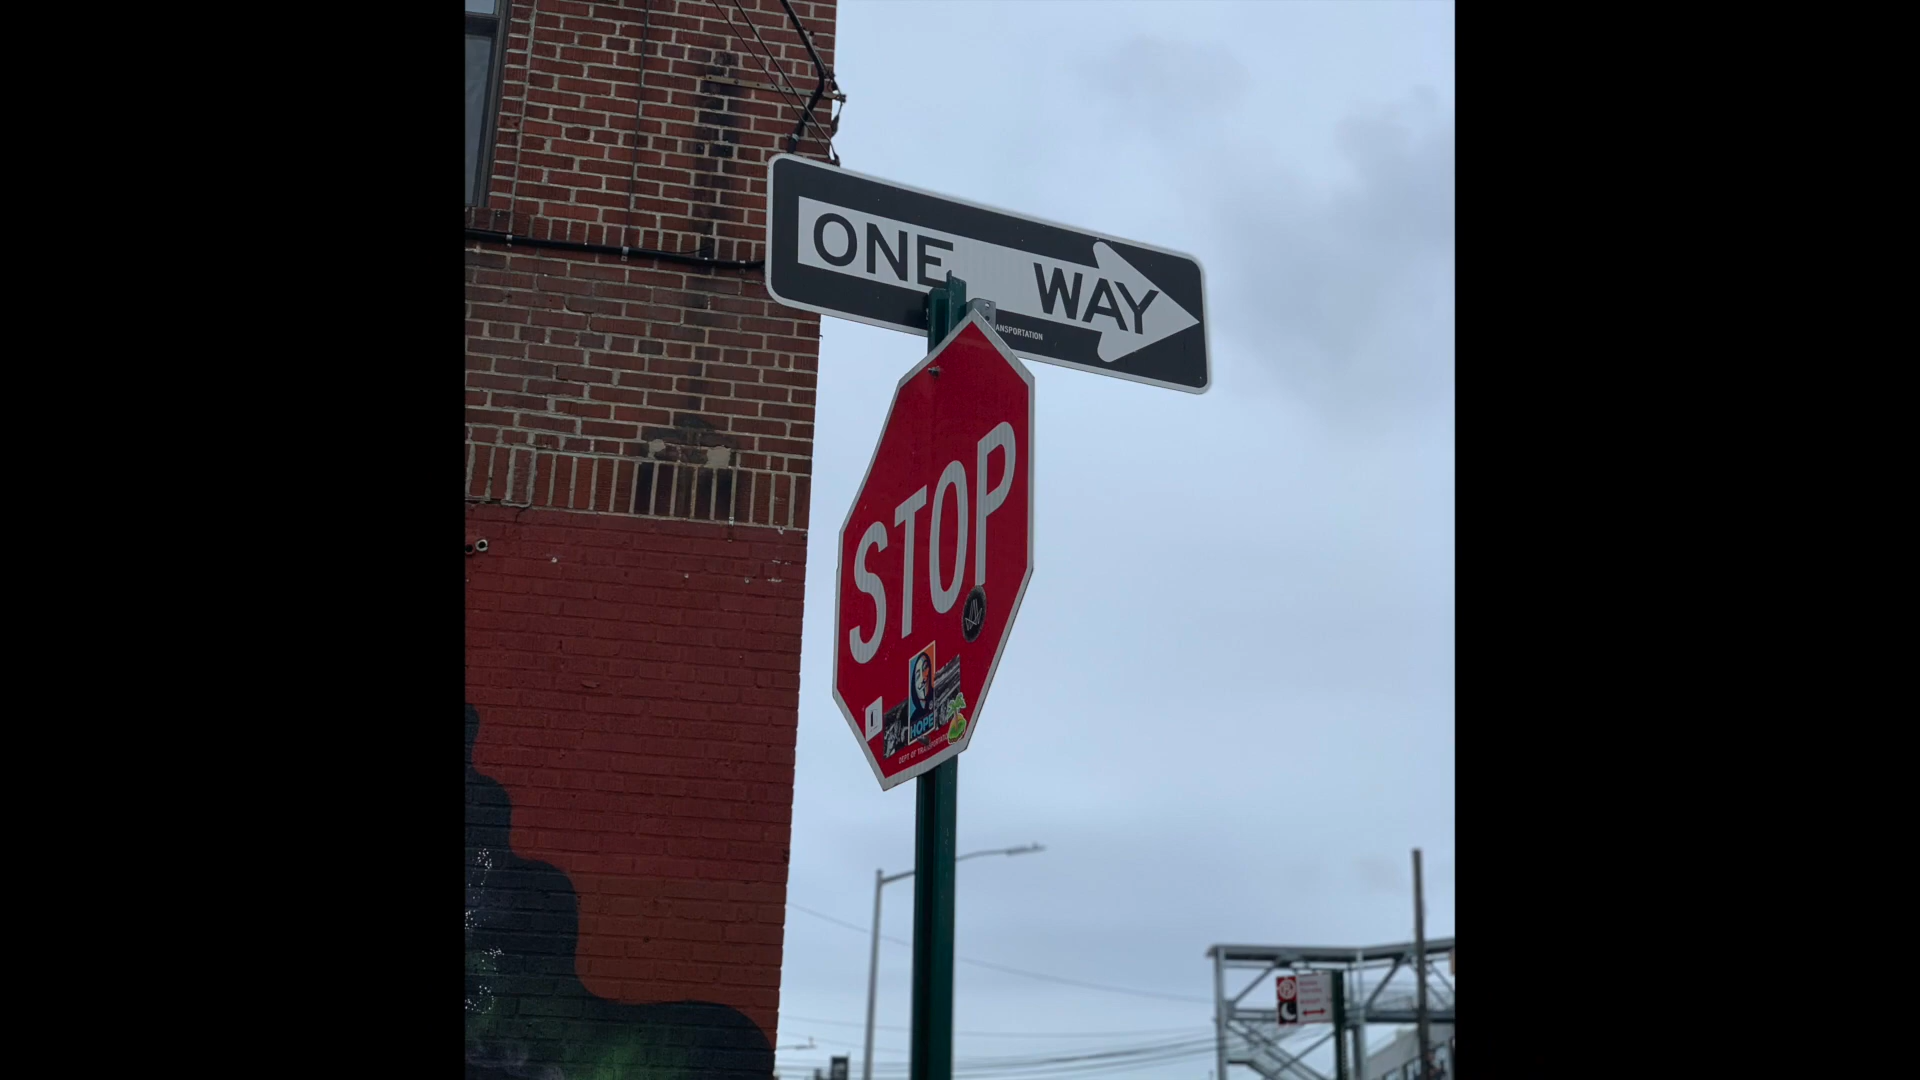 ONE WAY
ANSPORTATION
STOP
HOPE
DEPT OF TRANSPORTATION